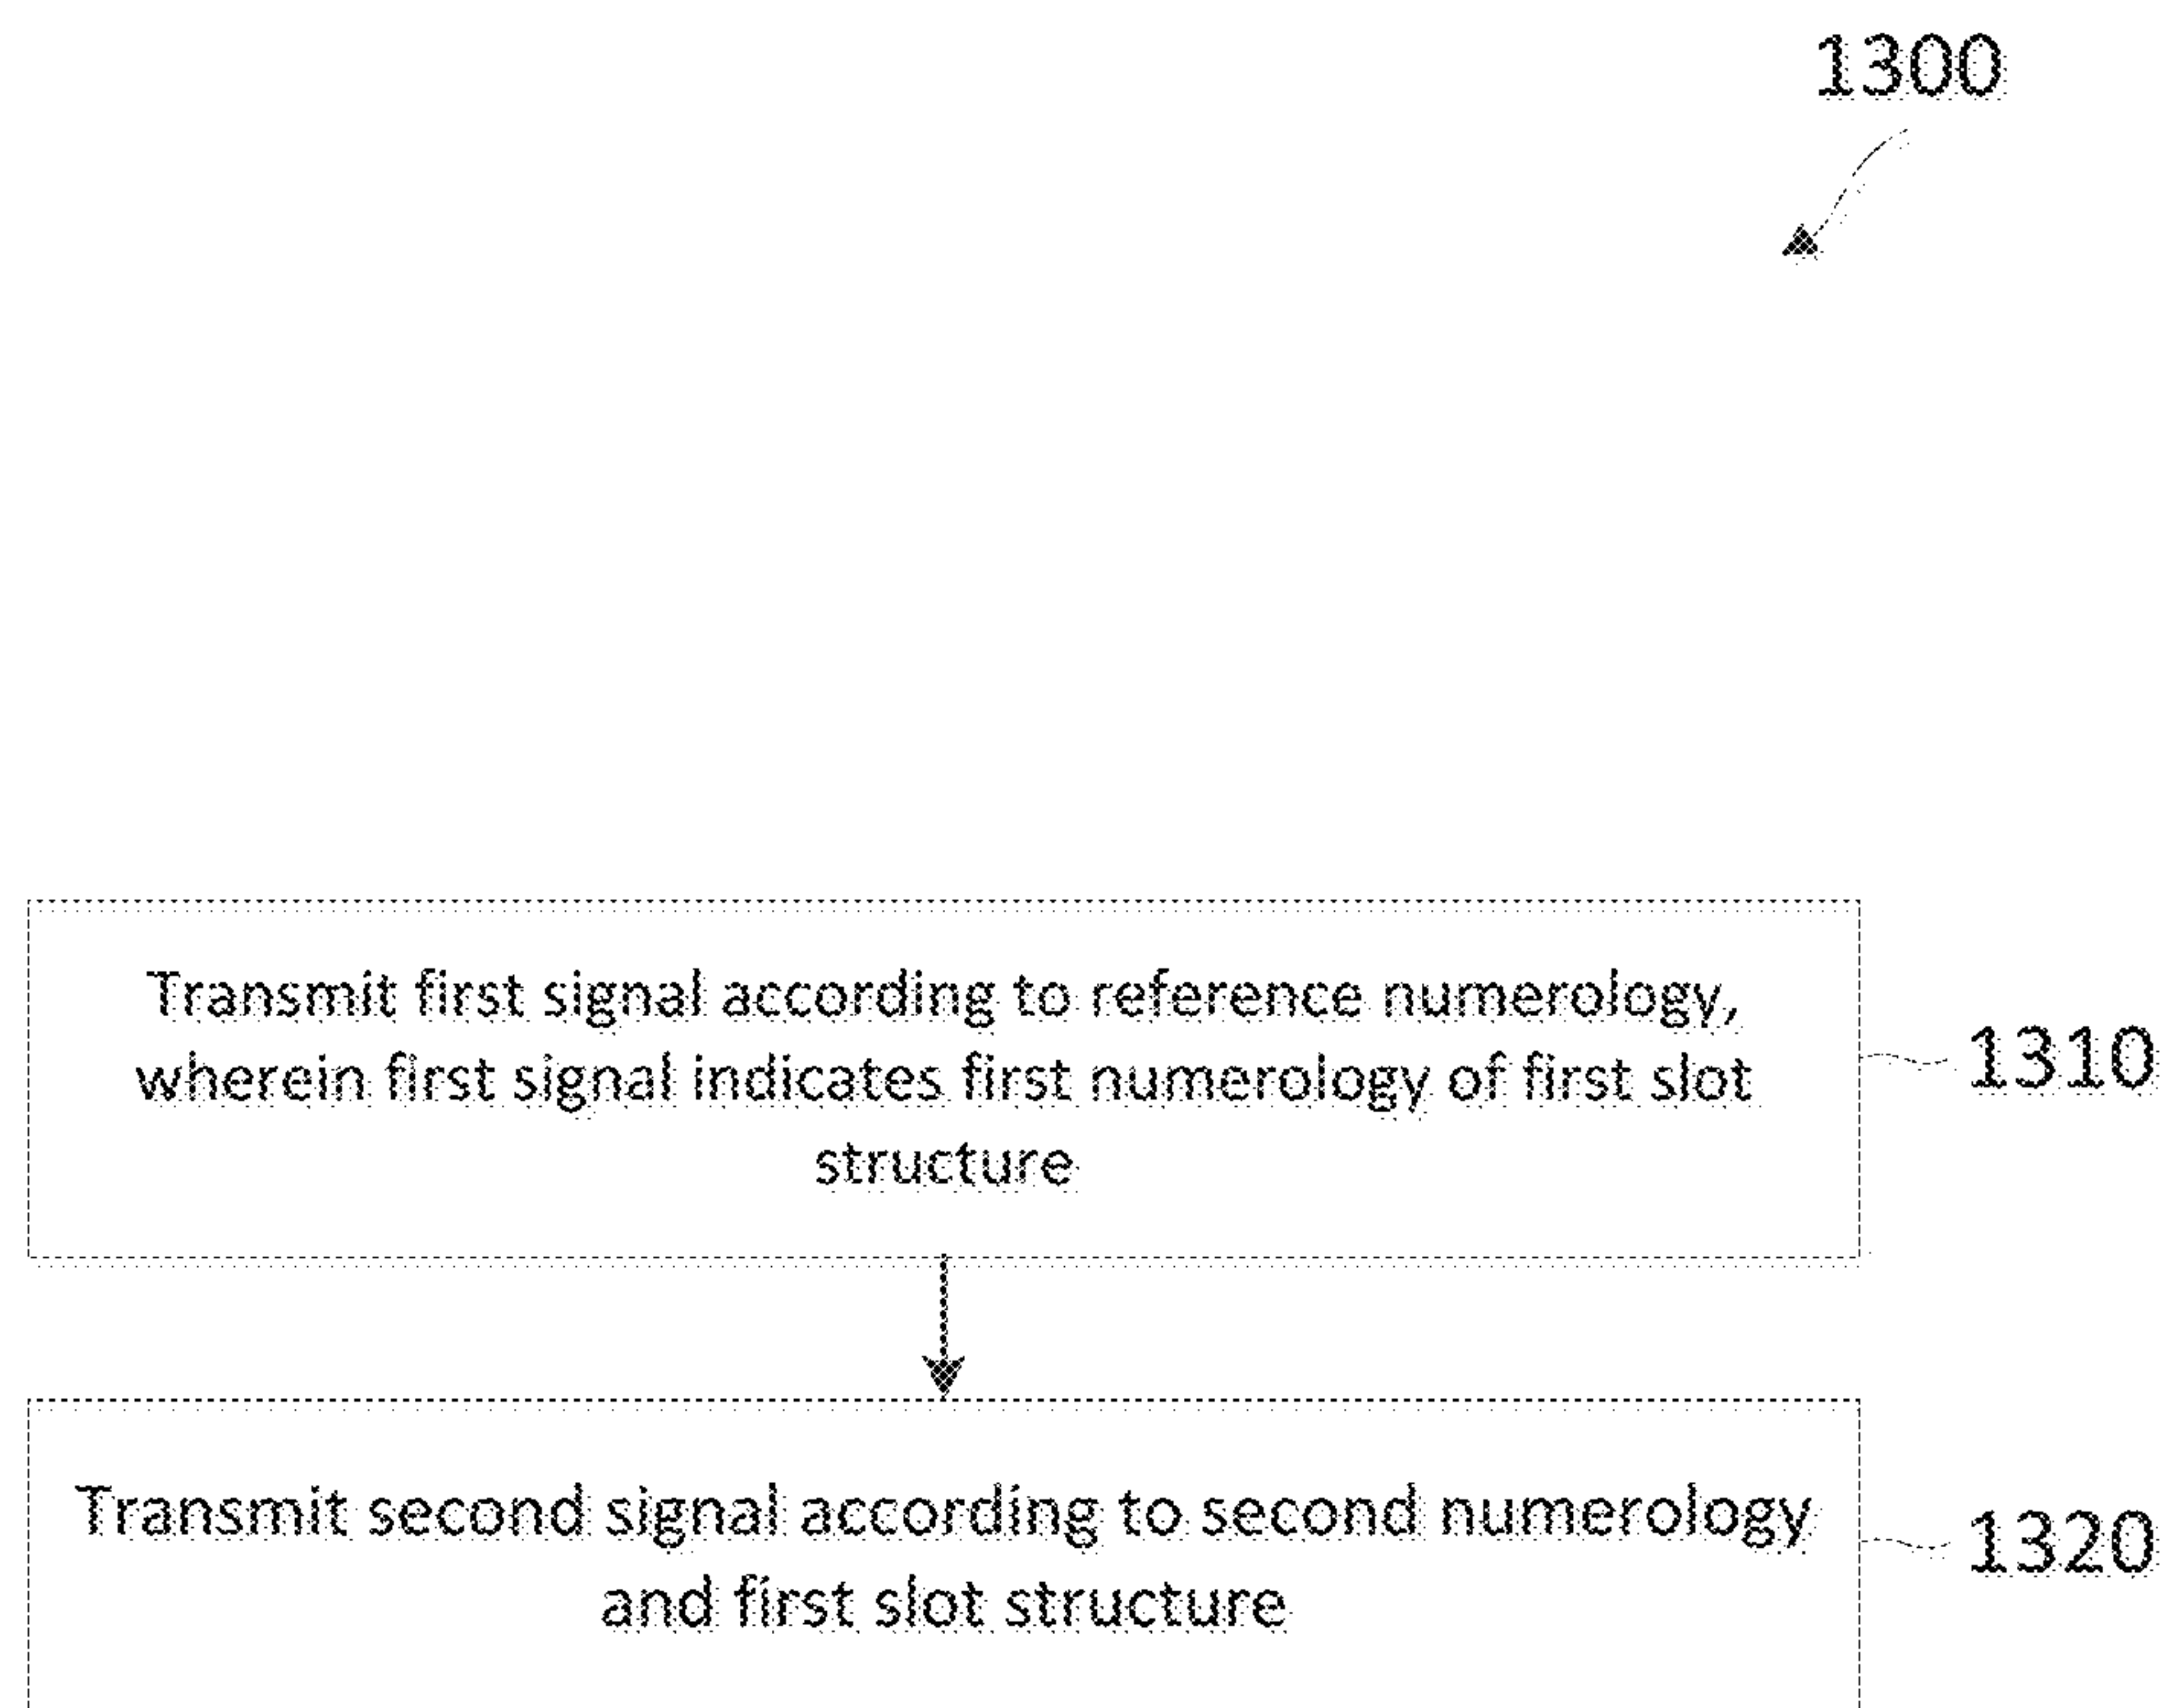 1300
Transmit first signal according to reference numerology,
wherein first signal indicates first numerology of first slot
structure
1310
Transmit second signal according to second numerology
and first slot structure
1320